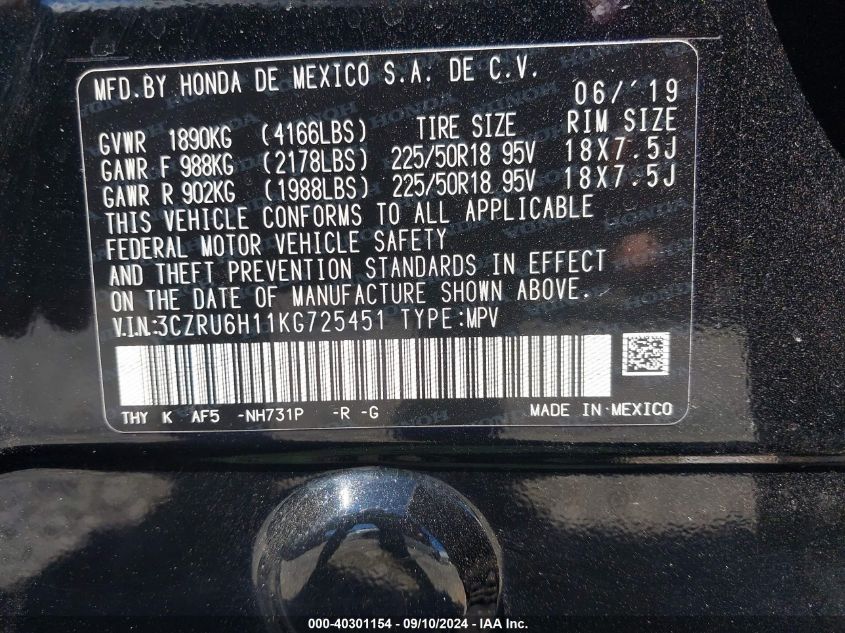 MFD.BY HONDA DE MEXICO S.A. DE C.V.
06/'19
GVWR 1890KG (4166LBS) TIRE SIZE RIM SIZE
GAWR F 988KG (2178LBS) 225/50R18 95V 18X7.5J
GAWR R 902KG (1988LBS) 225/50R18 95V 18X7.5J
THIS VEHICLE CONFORMS TO ALL APPLICABLE
FEDERAL MOTOR VEHICLE SAFETY
AND THEFT PREVENTION STANDARDS IN EFFECT
ON THE DATE OF MANUFACTURE SHOWN ABOVE.
V.I.N:3CZRU6H11KG725451 TYPE:MPV
THY K AF5 -NH731P -R -G MADE IN MEXICO
000-40301154 - 09/10/2024 - IAA Inc.